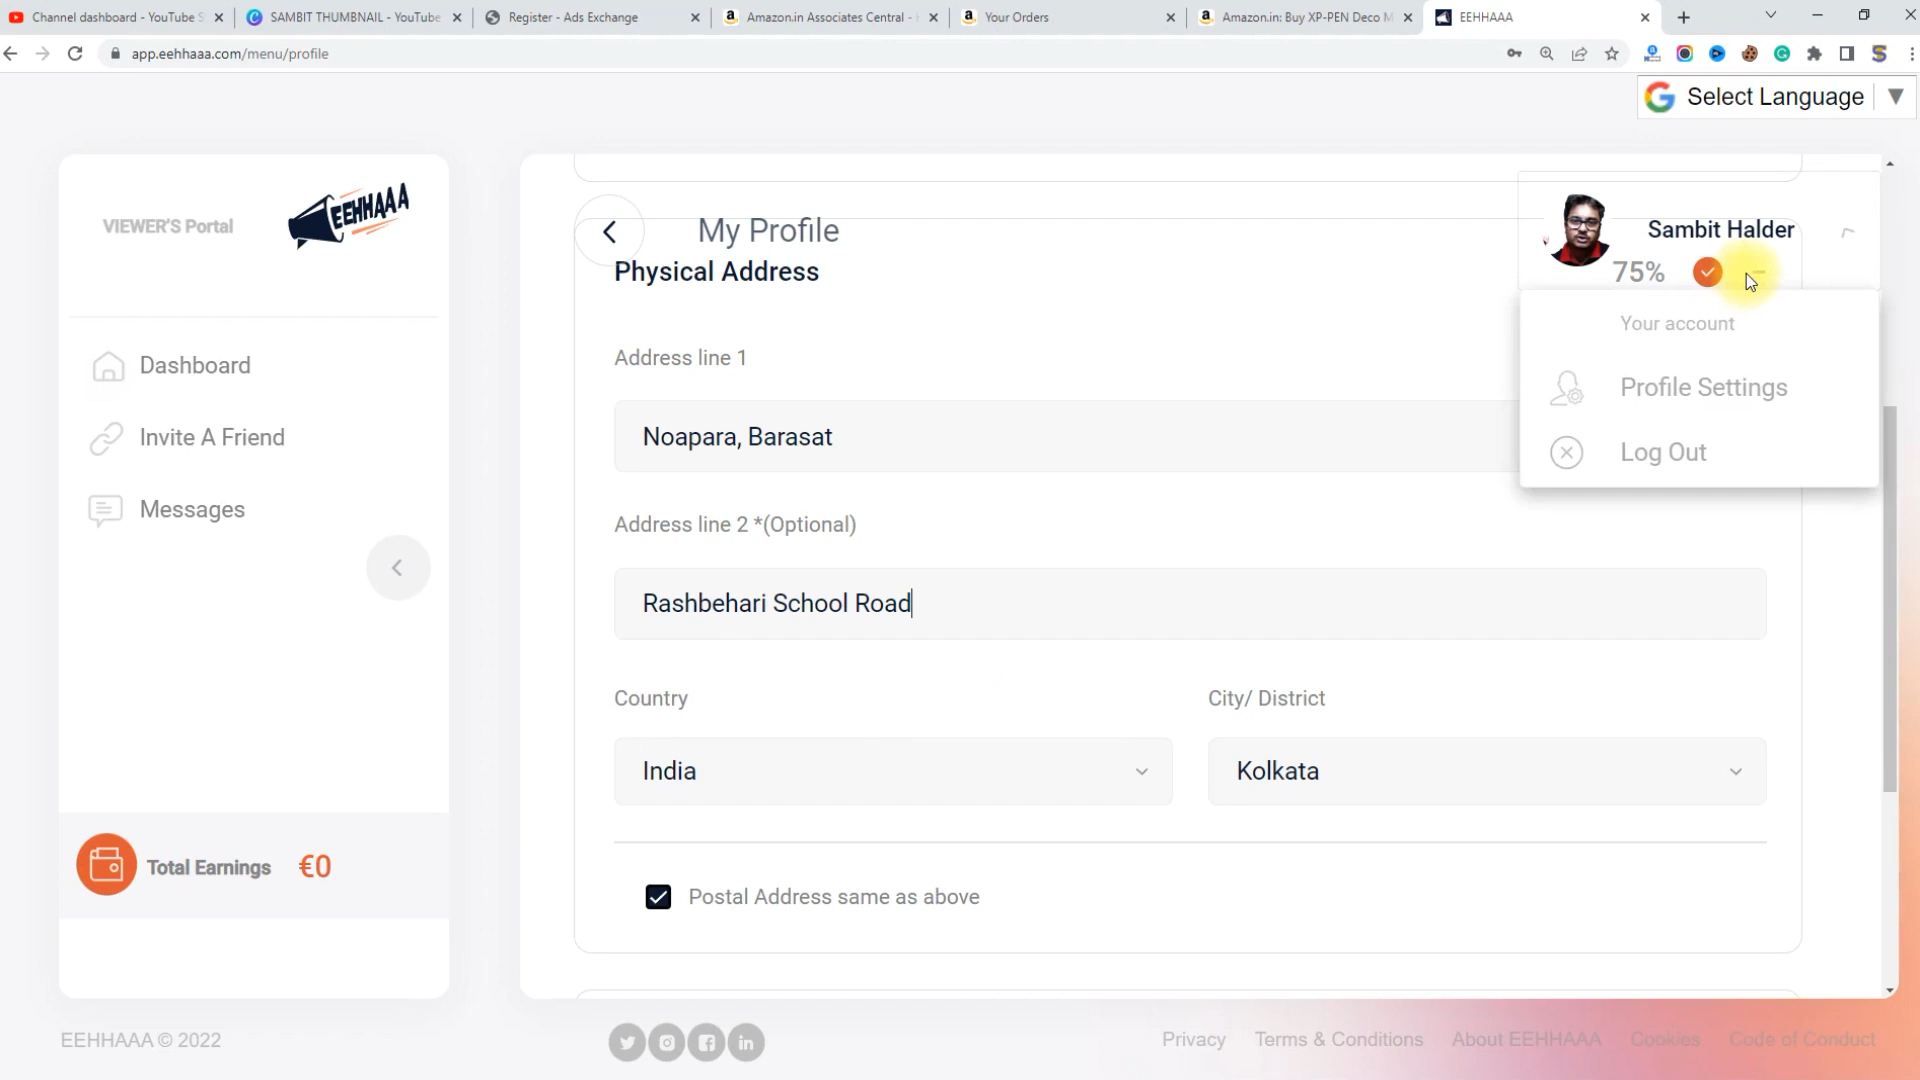 Channel dashboard - YouTube S
SAMBIT THUMBNAIL - YouTube
Register - Ads Exchange
Amazon.in Associates Central -
Your Orders
Amazon.in: Buy XP-PEN Deco M
EEHHAAA
app.eehhaaa.com/menu/profile
Select Language
VIEWER'S Portal
EEHHAAA
My Profile
Sambit Halder
Physical Address
75%
Your account
Address line 1
Dashboard
Profile Settings
Noapara, Barasat
Invite A Friend
Log Out
Messages
Address line 2 *(Optional)
Rashbehari School Road
Country
City/ District
India
Kolkata
Total Earnings €0
Postal Address same as above
EEHHAAA © 2022
Privacy
Terms & Conditions
About EEHHAAA
Cookies
Code of Conduct